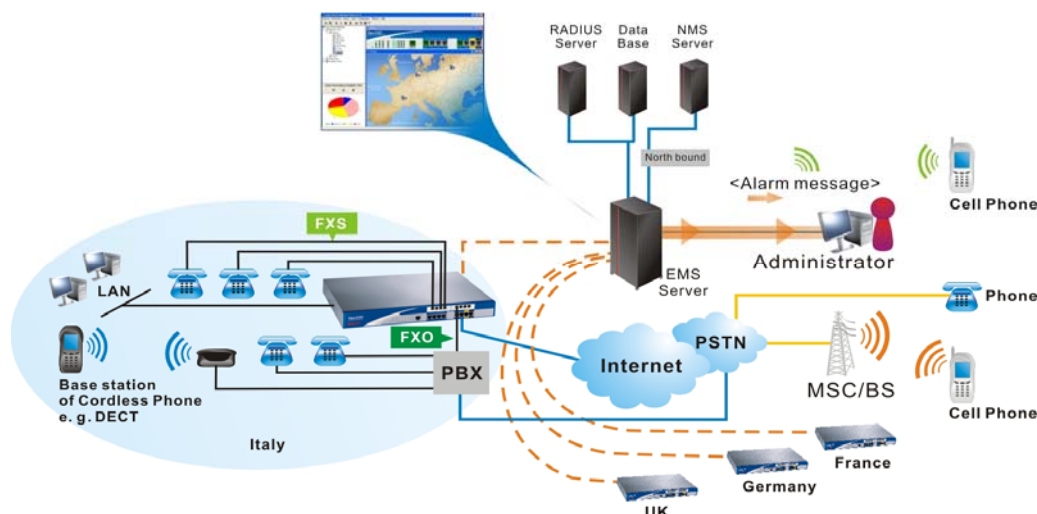 RADIUS
Server
Data
Base
NMS
Server
North bound
<Alarm message>
Cell Phone
FXS
LAN
EMS
Server
Administrator
Phone
FXO
PBX
Internet
PSTN
MSC/BS
Base station
of Cordless Phone
e. g. DECT
Cell Phone
Italy
France
Germany
UK